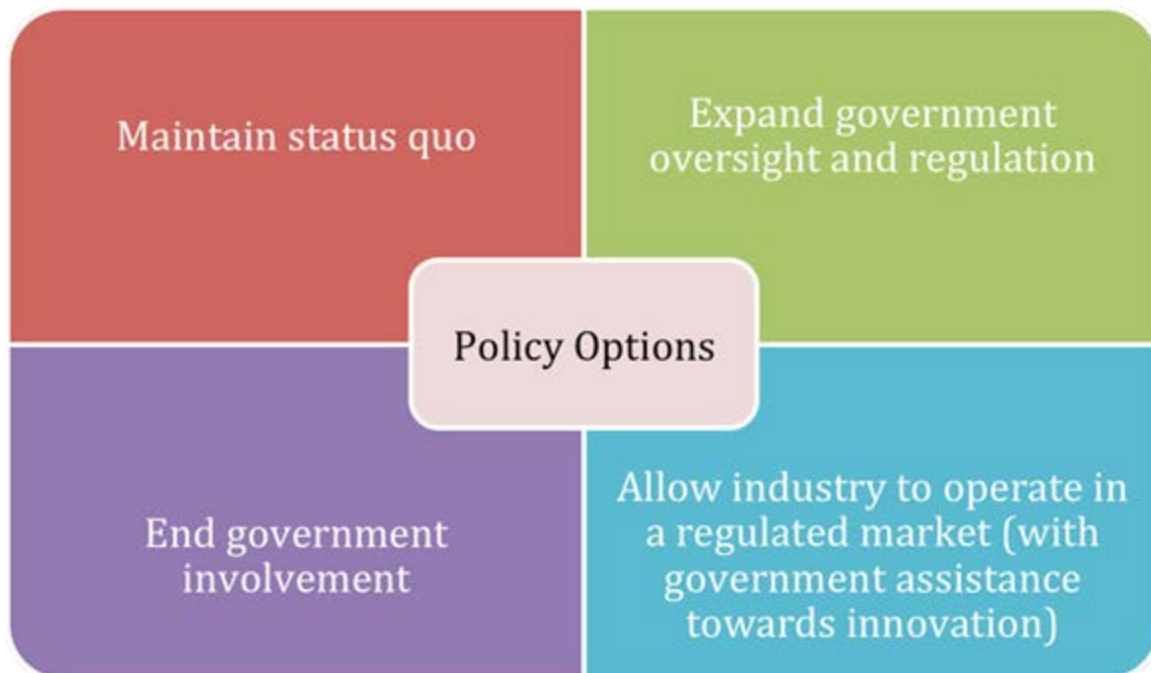 Maintain status quo
Expand government
oversight and regulation
Policy Options
End government
involvement
Allow industry to operate in
a regulated market (with
government assistance
towards innovation)